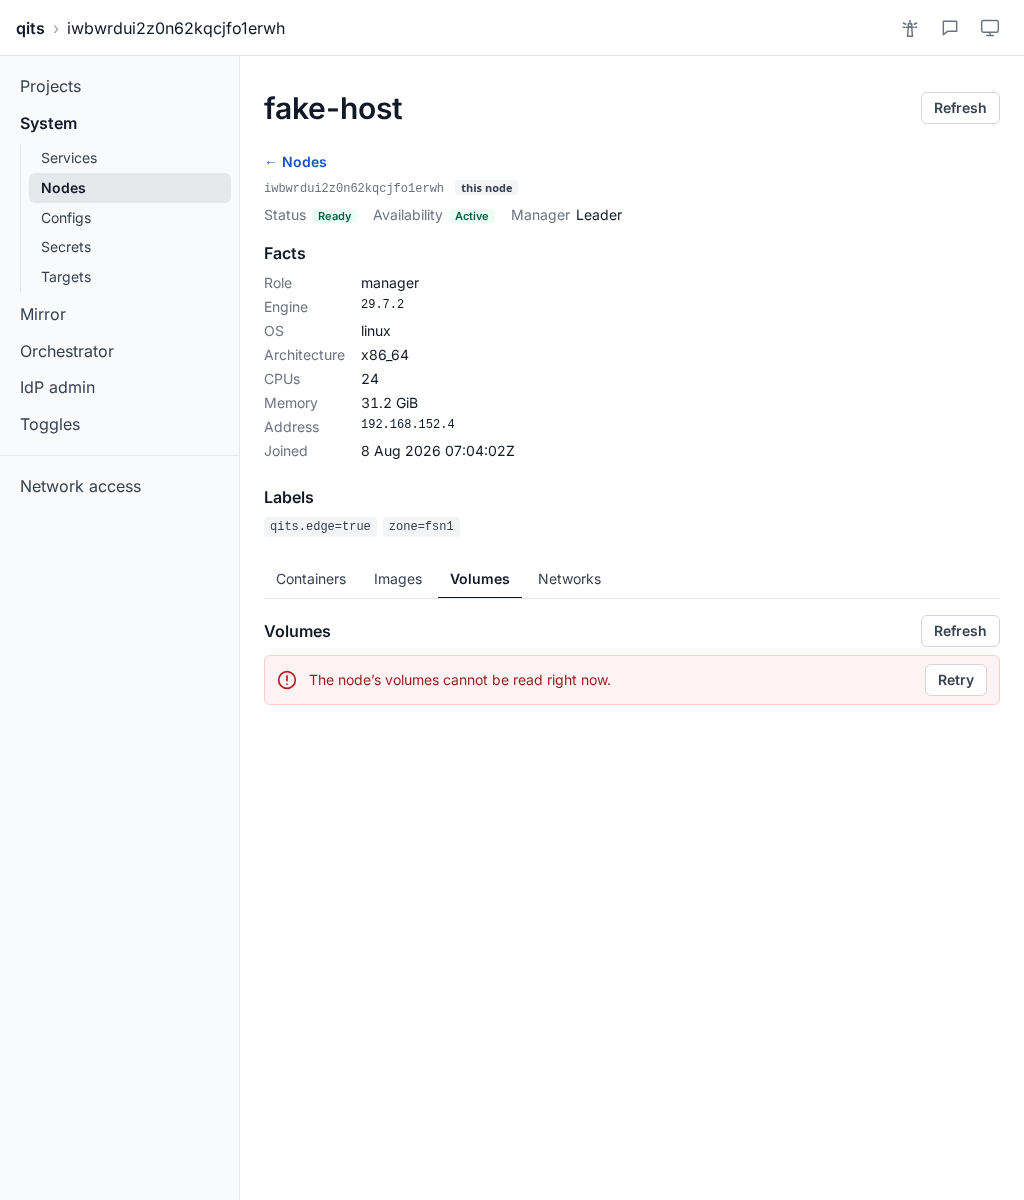 qits › iwbwrdui2z0n62kqcjfo1erwh
Projects
System
Services
Nodes
Configs
Secrets
Targets
Mirror
Orchestrator
IdP admin
Toggles
Network access
fake-host
Refresh
← Nodes
iwbwrdui2z0n62kqcjfo1erwh this node
Status Ready Availability Active Manager Leader
Facts
Role manager
Engine 29.7.2
OS linux
Architecture x86_64
CPUs 24
Memory 31.2 GiB
Address 192.168.152.4
Joined 8 Aug 2026 07:04:02Z
Labels
qits.edge=true zone=fsn1
Containers Images Volumes Networks
Volumes Refresh
The node’s volumes cannot be read right now. Retry